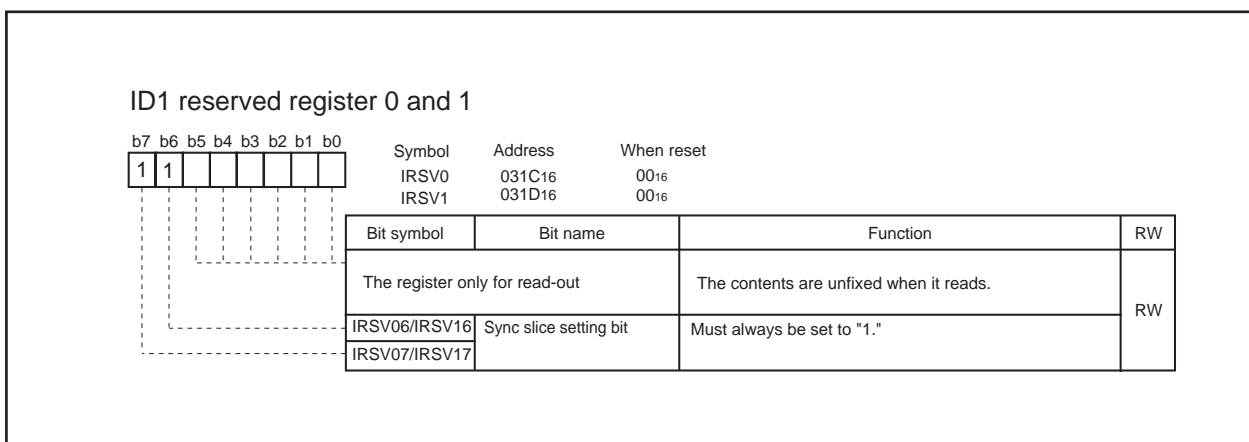 ID1 reserved register 0 and 1
b7 b6 b5 b4 b3 b2 b1 b0
Symbol Address When reset
1 1
IRSV0 031C16 0016
IRSV1 031D16 0016
Bit symbol Bit name Function RW
The register only for read-out The contents are unfixed when it reads.
RW
IRSV06/IRSV16 Sync slice setting bit Must always be set to "1."
IRSV07/IRSV17